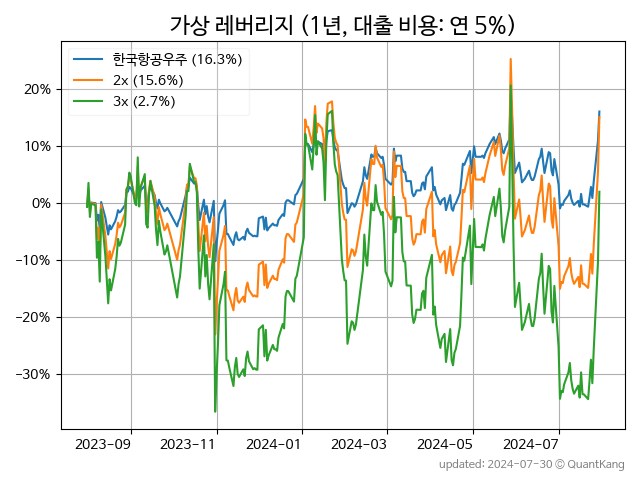 가상 레버리지 (1년, 대출 비용: 연 5%)
한국항공우주 (16.3%)
2x (15.6%)
3x (2.7%)
20%
10%
0%
−10%
−20%
−30%
2023-09 2023-11 2024-01 2024-03 2024-05 2024-07
updated: 2024-07-30 © QuantKang